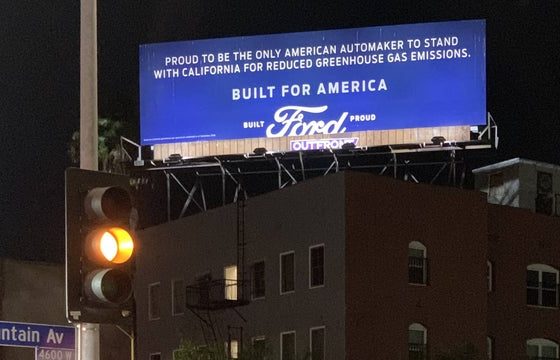 PROUD TO BE THE ONLY AMERICAN AUTOMAKER TO STAND
WITH CALIFORNIA FOR REDUCED GREENHOUSE GAS EMISSIONS.
BUILT FOR AMERICA
BUILT Ford PROUD
OUTFRONT
ntain Av
4600 W